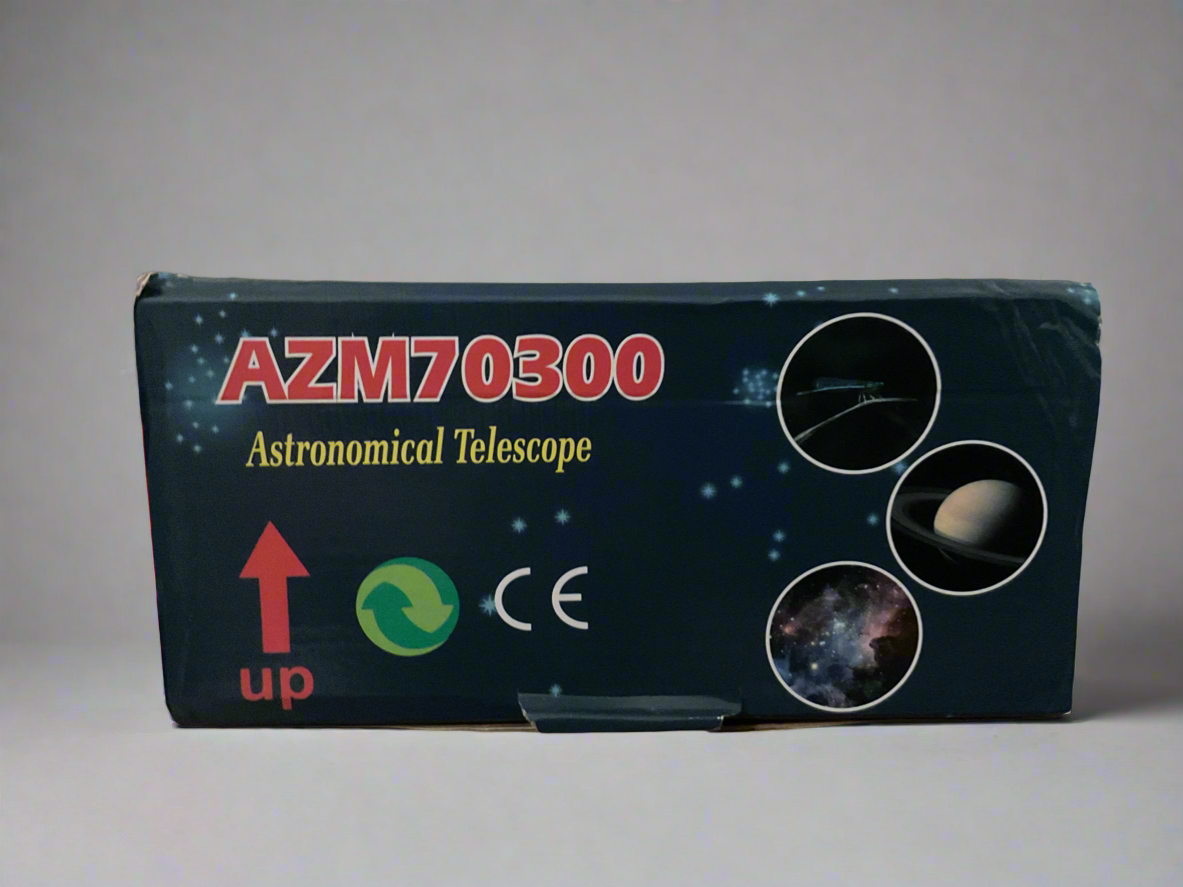 AZM70300
Astronomical Telescope
up
CE